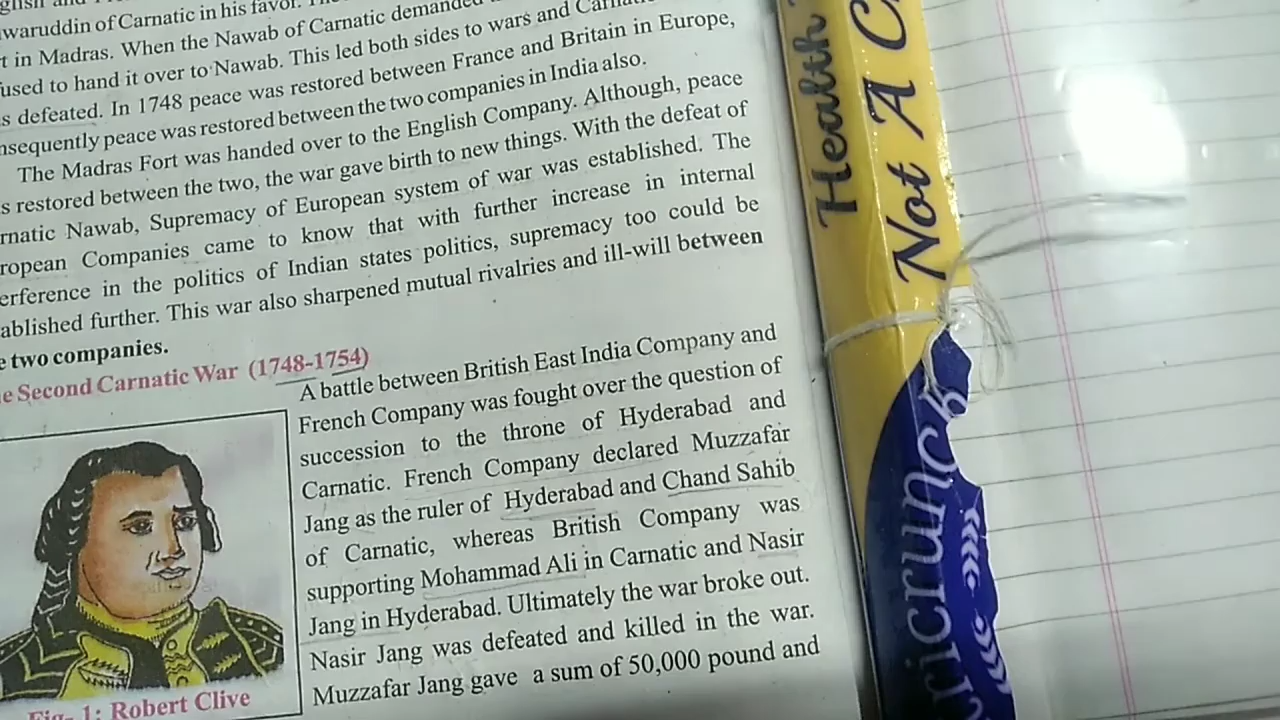 waruddin of Carnatic in his favor.
t in Madras. When the Nawab of Carnatic demanded
used to hand it over to Nawab. This led both sides to wars and
s defeated. In 1748 peace was restored between France and Britain in Europe,
nsequently peace was restored between the two companies in India also.
The Madras Fort was handed over to the English Company. Although, peace
s restored between the two, the war gave birth to new things. With the defeat of
rnatic Nawab, Supremacy of European system of war was established. The
ropean Companies came to know that with further increase in internal
erference in the politics of Indian states politics, supremacy too could be
ablished further. This war also sharpened mutual rivalries and ill-will between
e two companies.
e Second Carnatic War (1748-1754)
A battle between British East India Company and
French Company was fought over the question of
succession to the throne of Hyderabad and
Carnatic. French Company declared Muzzafar
Jang as the ruler of Hyderabad and Chand Sahib
of Carnatic, whereas British Company was
supporting Mohammad Ali in Carnatic and Nasir
Jang in Hyderabad. Ultimately the war broke out.
Nasir Jang was defeated and killed in the war.
Muzzafar Jang gave a sum of 50,000 pound and
Fig- 1: Robert Clive
Health
Not A C
ricrunch